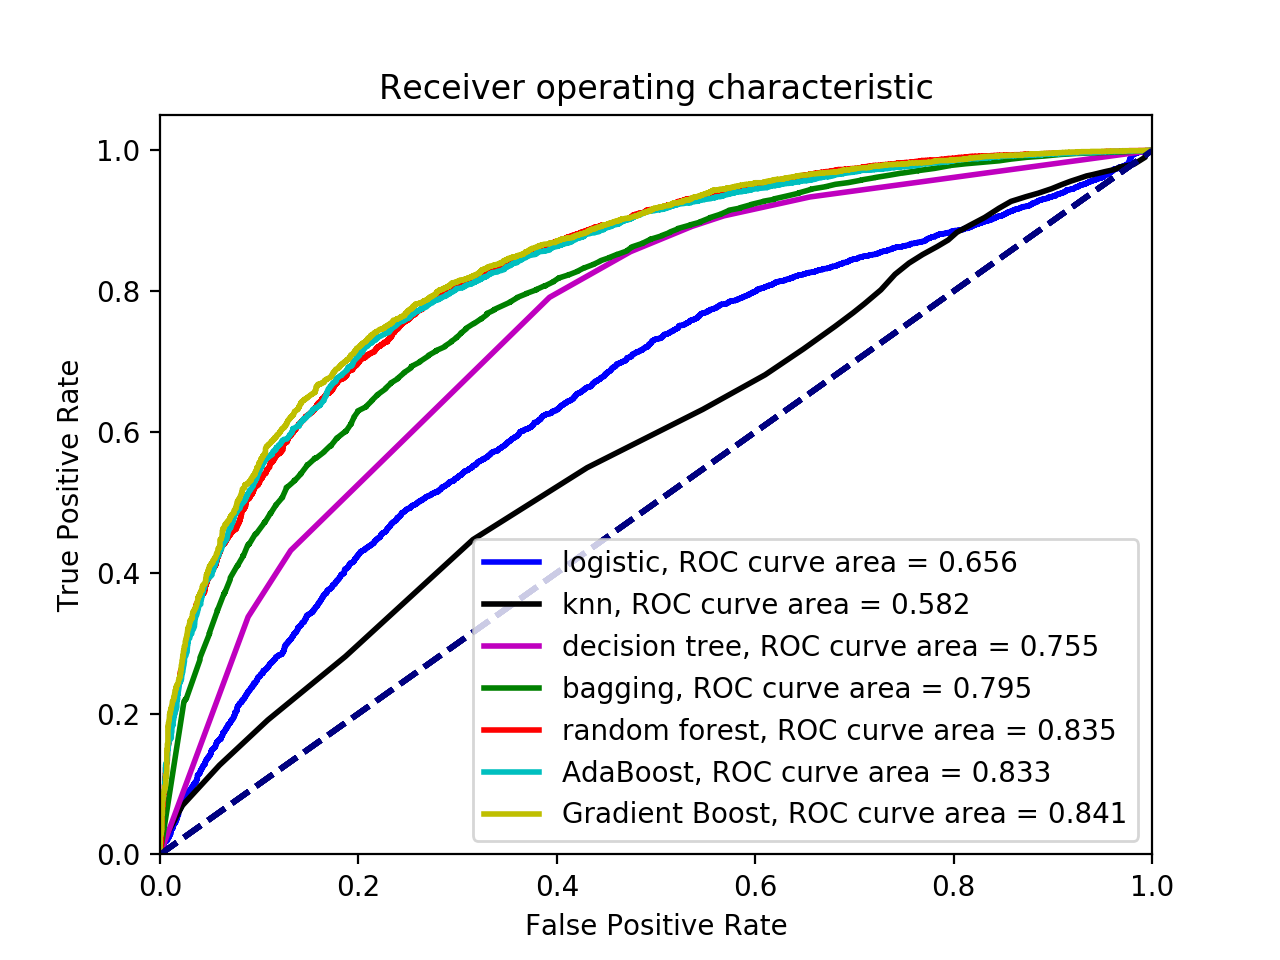 Receiver operating characteristic
True Positive Rate
1.0
0.8
0.6
0.4
0.2
0.0
logistic, ROC curve area = 0.656
knn, ROC curve area = 0.582
decision tree, ROC curve area = 0.755
bagging, ROC curve area = 0.795
random forest, ROC curve area = 0.835
AdaBoost, ROC curve area = 0.833
Gradient Boost, ROC curve area = 0.841
0.0 0.2 0.4 0.6 0.8 1.0
False Positive Rate